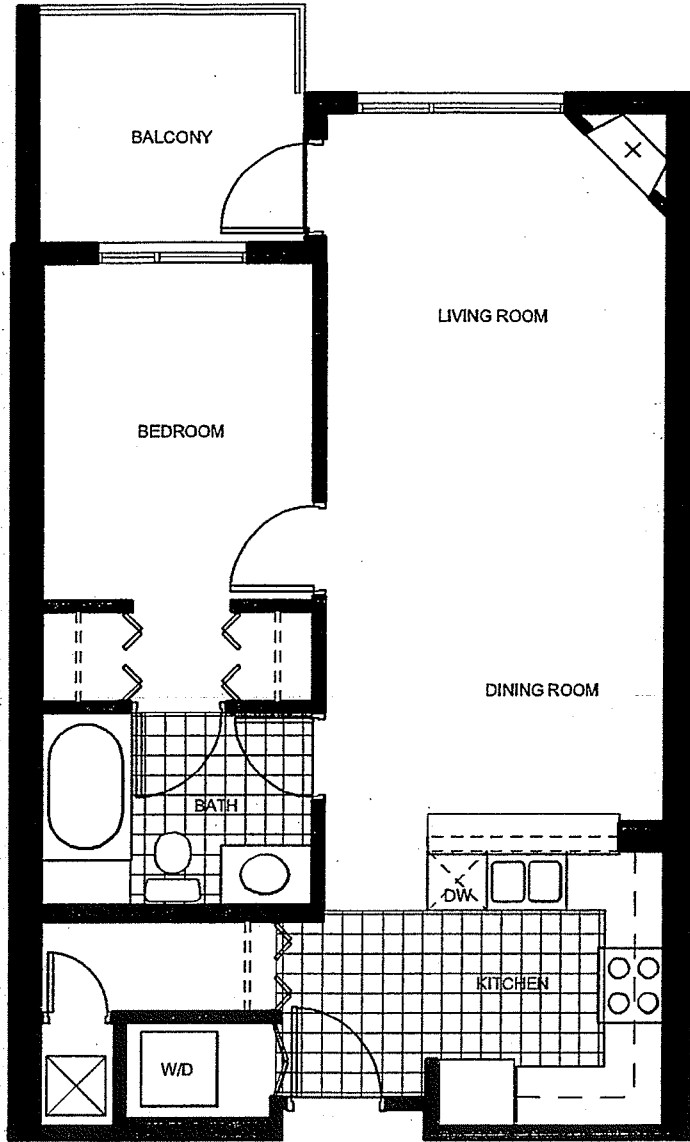 BALCONY
LIVING ROOM
BEDROOM
DINING ROOM
BATH
DW
KITCHEN
W/D